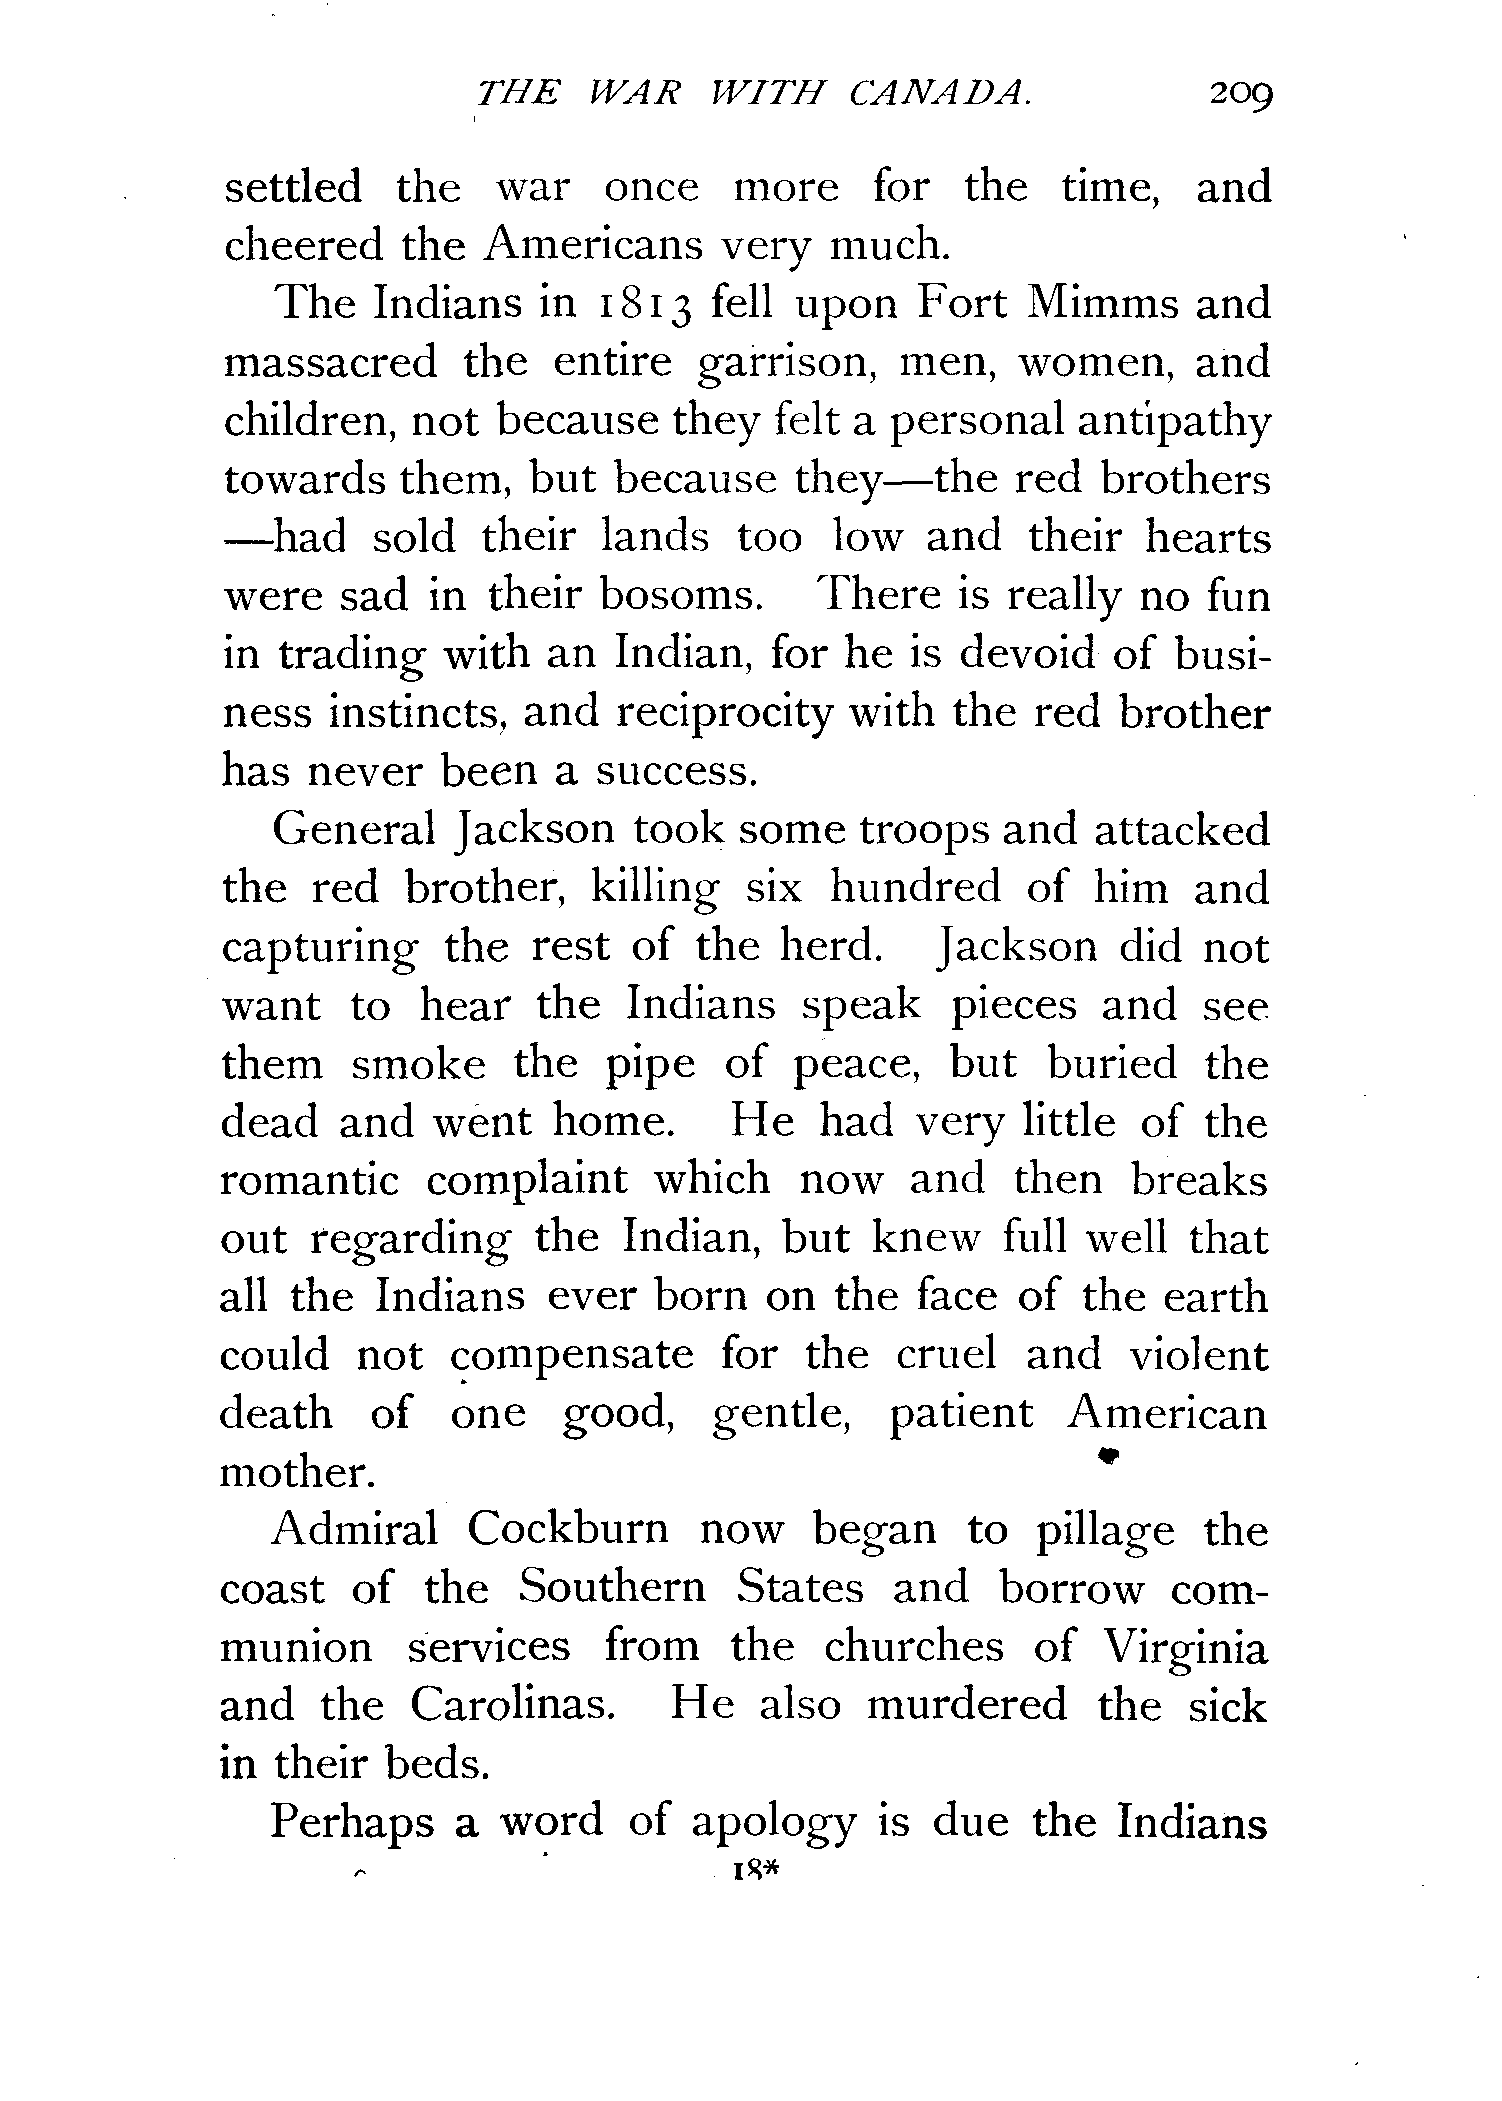 THE WAR WITH CANADA. 209
settled the war once more for the time, and
cheered the Americans very much.
The Indians in 1813 fell upon Fort Mimms and
massacred the entire garrison, men, women, and
children, not because they felt a personal antipathy
towards them, but because they—the red brothers
—had sold their lands too low and their hearts
were sad in their bosoms. There is really no fun
in trading with an Indian, for he is devoid of busi-
ness instincts, and reciprocity with the red brother
has never been a success.
General Jackson took some troops and attacked
the red brother, killing six hundred of him and
capturing the rest of the herd. Jackson did not
want to hear the Indians speak pieces and see
them smoke the pipe of peace, but buried the
dead and went home. He had very little of the
romantic complaint which now and then breaks
out regarding the Indian, but knew full well that
all the Indians ever born on the face of the earth
could not compensate for the cruel and violent
death of one good, gentle, patient American
mother.
Admiral Cockburn now began to pillage the
coast of the Southern States and borrow com-
munion services from the churches of Virginia
and the Carolinas. He also murdered the sick
in their beds.
Perhaps a word of apology is due the Indians
18*